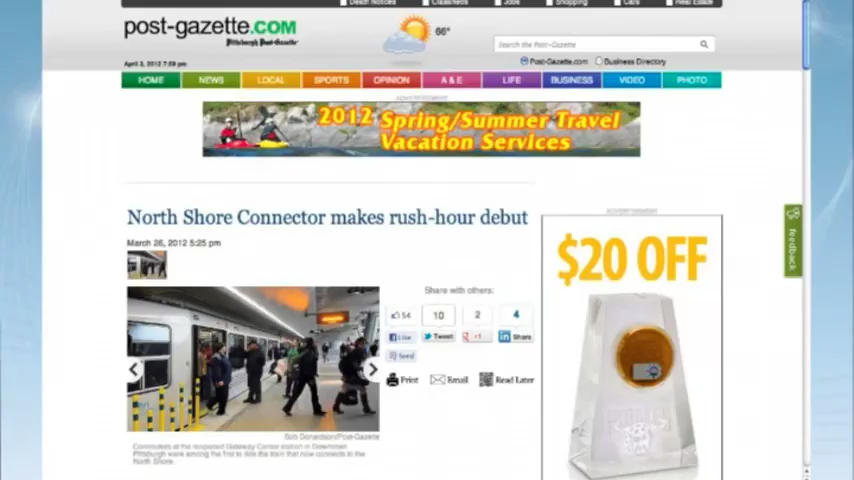 Death Notices Classifieds Jobs Shopping Cars Real Estate
post-gazette.COM
Pittsburgh Post-Gazette
66°
Search the Post-Gazette
April 3, 2012 7:59 pm
Post-Gazette.com Business Directory
HOME NEWS LOCAL SPORTS OPINION A & E LIFE BUSINESS VIDEO PHOTO
ADVERTISEMENT
2012 Spring/Summer Travel
Vacation Services
North Shore Connector makes rush-hour debut
March 26, 2012 5:25 pm
ADVERTISEMENT
$20 OFF
feedback
Share with others:
54 10 2 4
Like Tweet +1 Share
Send
Print Email Read Later
Bob Donaldson/Post-Gazette
Commuters at the reopened Gateway Center station in Downtown
Pittsburgh were among the first to ride the train that now connects to the
North Shore.